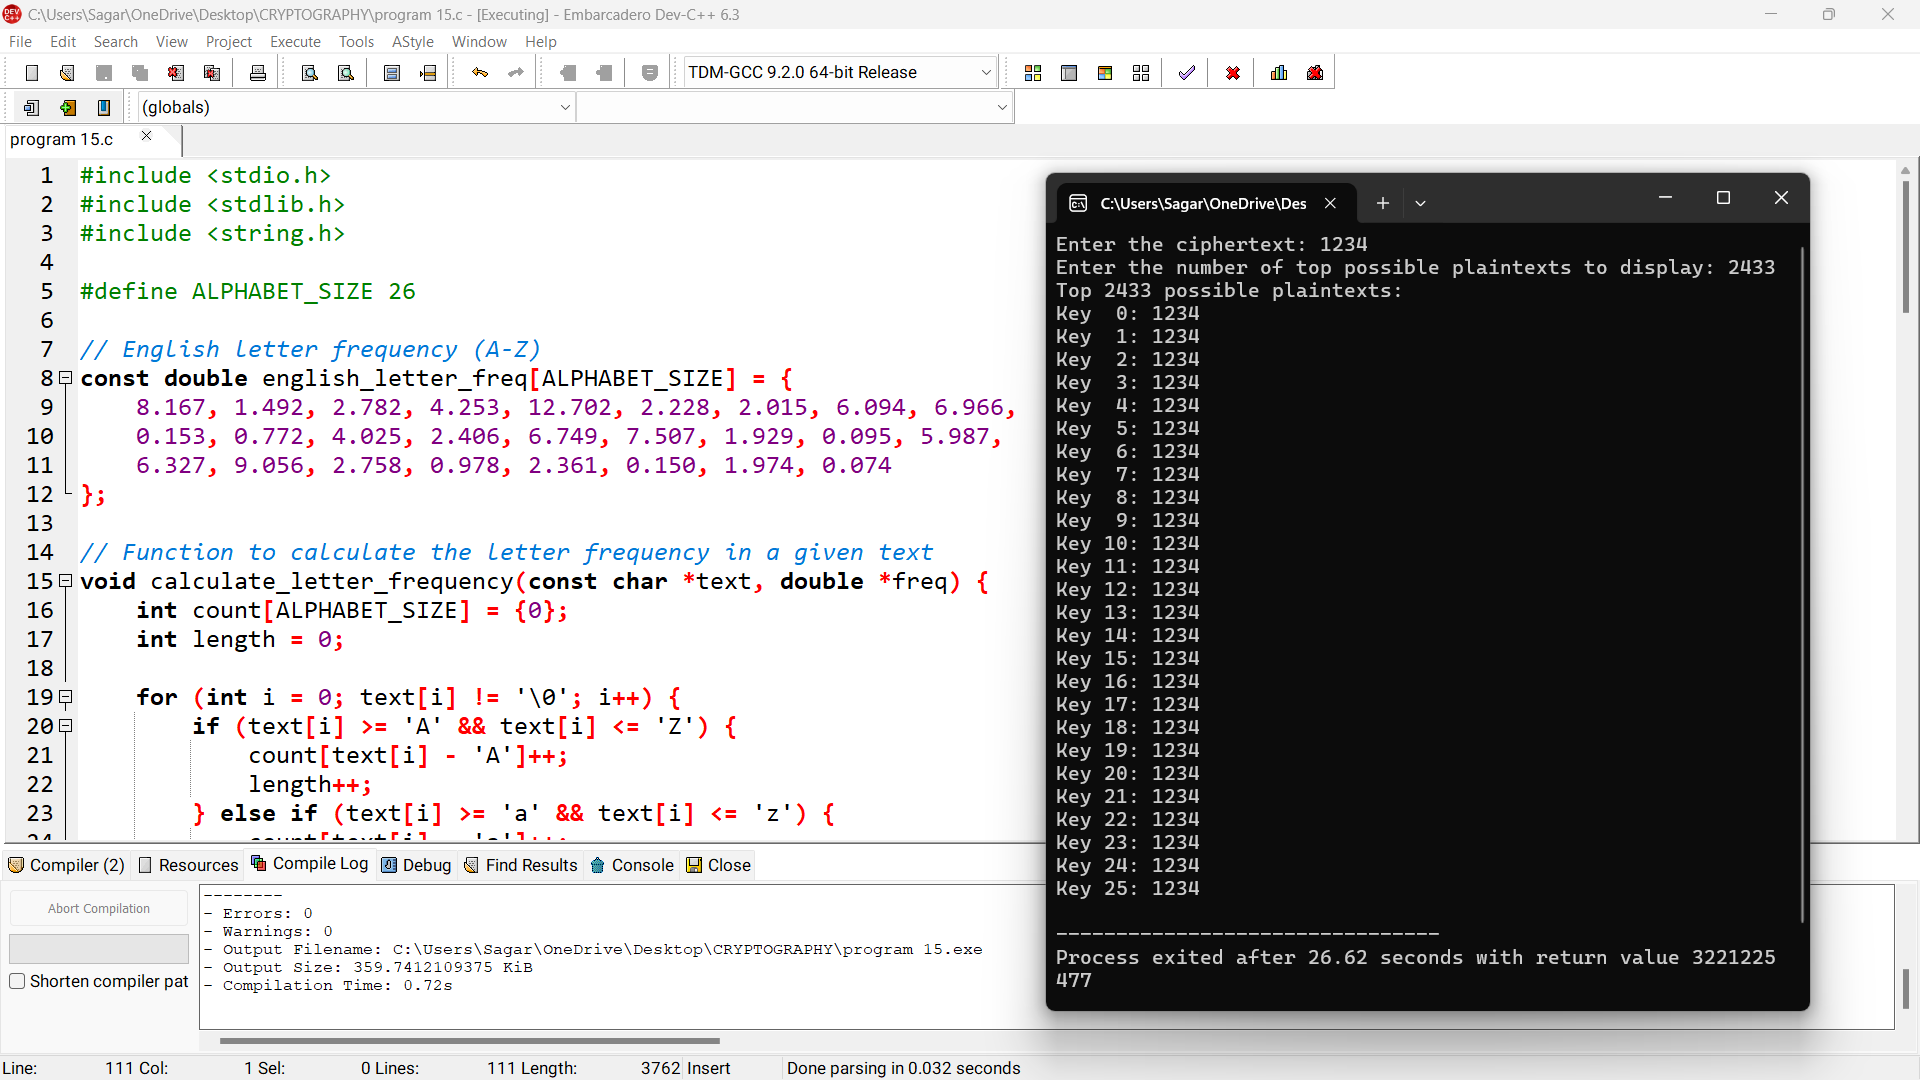 C:\Users\Sagar\OneDrive\Desktop\CRYPTOGRAPHY\program 15.c - [Executing] - Embarcadero Dev-C++ 6.3
File Edit Search View Project Execute Tools AStyle Window Help
TDM-GCC 9.2.0 64-bit Release
(globals)
program 15.c
1 #include <stdio.h>
2 #include <stdlib.h>
3 #include <string.h>
4
5 #define ALPHABET_SIZE 26
6
7 // English letter frequency (A-Z)
8 const double english_letter_freq[ALPHABET_SIZE] = {
9 8.167, 1.492, 2.782, 4.253, 12.702, 2.228, 2.015, 6.094, 6.966,
10 0.153, 0.772, 4.025, 2.406, 6.749, 7.507, 1.929, 0.095, 5.987,
11 6.327, 9.056, 2.758, 0.978, 2.361, 0.150, 1.974, 0.074
12 };
13
14 // Function to calculate the letter frequency in a given text
15 void calculate_letter_frequency(const char *text, double *freq) {
16 int count[ALPHABET_SIZE] = {0};
17 int length = 0;
18
19 for (int i = 0; text[i] != '\0'; i++) {
20 if (text[i] >= 'A' && text[i] <= 'Z') {
21 count[text[i] - 'A']++;
22 length++;
23 } else if (text[i] >= 'a' && text[i] <= 'z') {
24 count[text[i] - 'a']++;
C:\Users\Sagar\OneDrive\Des
Enter the ciphertext: 1234
Enter the number of top possible plaintexts to display: 2433
Top 2433 possible plaintexts:
Key 0: 1234
Key 1: 1234
Key 2: 1234
Key 3: 1234
Key 4: 1234
Key 5: 1234
Key 6: 1234
Key 7: 1234
Key 8: 1234
Key 9: 1234
Key 10: 1234
Key 11: 1234
Key 12: 1234
Key 13: 1234
Key 14: 1234
Key 15: 1234
Key 16: 1234
Key 17: 1234
Key 18: 1234
Key 19: 1234
Key 20: 1234
Key 21: 1234
Key 22: 1234
Key 23: 1234
Key 24: 1234
Key 25: 1234
--------------------------------
Process exited after 26.62 seconds with return value 3221225
477
Compiler (2) Resources Compile Log Debug Find Results Console Close
Abort Compilation
Shorten compiler pat
--------
- Errors: 0
- Warnings: 0
- Output Filename: C:\Users\Sagar\OneDrive\Desktop\CRYPTOGRAPHY\program 15.exe
- Output Size: 359.7412109375 KiB
- Compilation Time: 0.72s
Line: 111 Col: 1 Sel: 0 Lines: 111 Length: 3762 Insert Done parsing in 0.032 seconds